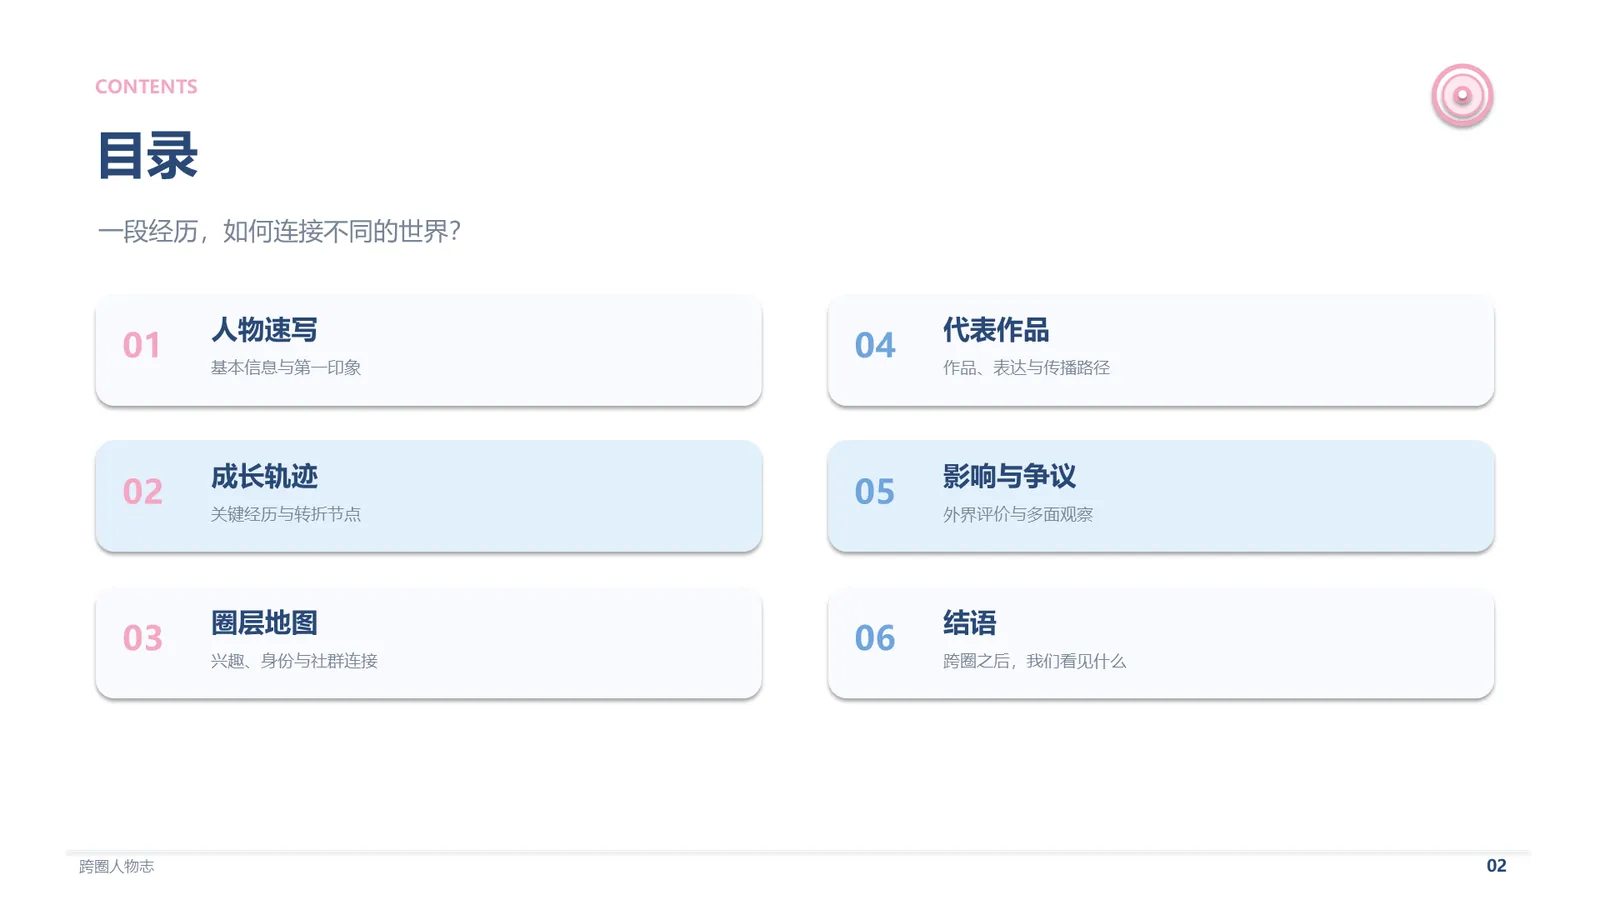 CONTENTS
目录
一段经历，如何连接不同的世界？
01
人物速写
基本信息与第一印象
02
成长轨迹
关键经历与转折节点
03
圈层地图
兴趣、身份与社群连接
04
代表作品
作品、表达与传播路径
05
影响与争议
外界评价与多面观察
06
结语
跨圈之后，我们看见什么
跨圈人物志
02